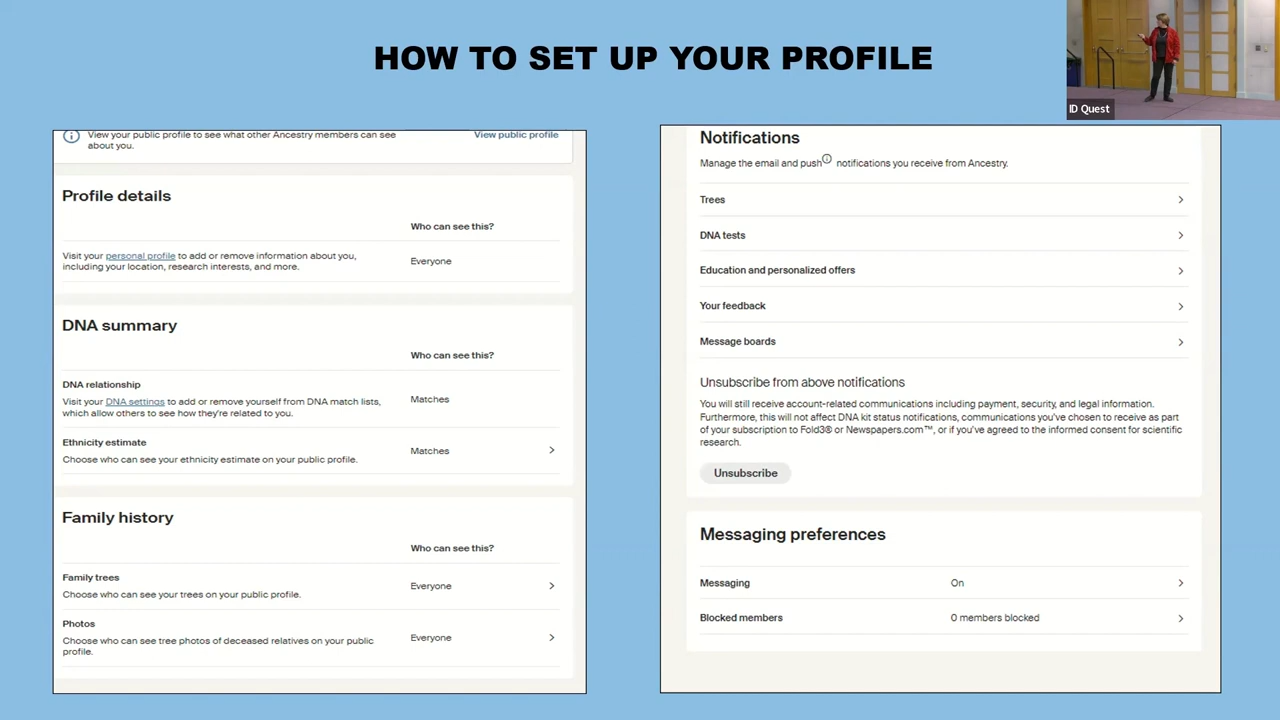 HOW TO SET UP YOUR PROFILE
ID Quest
View your public profile to see what other Ancestry members can see
about you.
View public profile
Profile details
Who can see this?
Visit your personal profile to add or remove information about you,
including your location, research interests, and more.
Everyone
DNA summary
Who can see this?
DNA relationship
Visit your DNA settings to add or remove yourself from DNA match lists,
which allow others to see how they're related to you.
Matches
Ethnicity estimate
Choose who can see your ethnicity estimate on your public profile.
Matches
Family history
Who can see this?
Family trees
Choose who can see your trees on your public profile.
Everyone
Photos
Choose who can see tree photos of deceased relatives on your public
profile.
Everyone
Notifications
Manage the email and push notifications you receive from Ancestry.
Trees
DNA tests
Education and personalized offers
Your feedback
Message boards
Unsubscribe from above notifications
You will still receive account-related communications including payment, security, and legal information.
Furthermore, this will not affect DNA kit status notifications, communications you've chosen to receive as part
of your subscription to Fold3® or Newspapers.com™, or if you've agreed to the informed consent for scientific
research.
Unsubscribe
Messaging preferences
Messaging On
Blocked members 0 members blocked